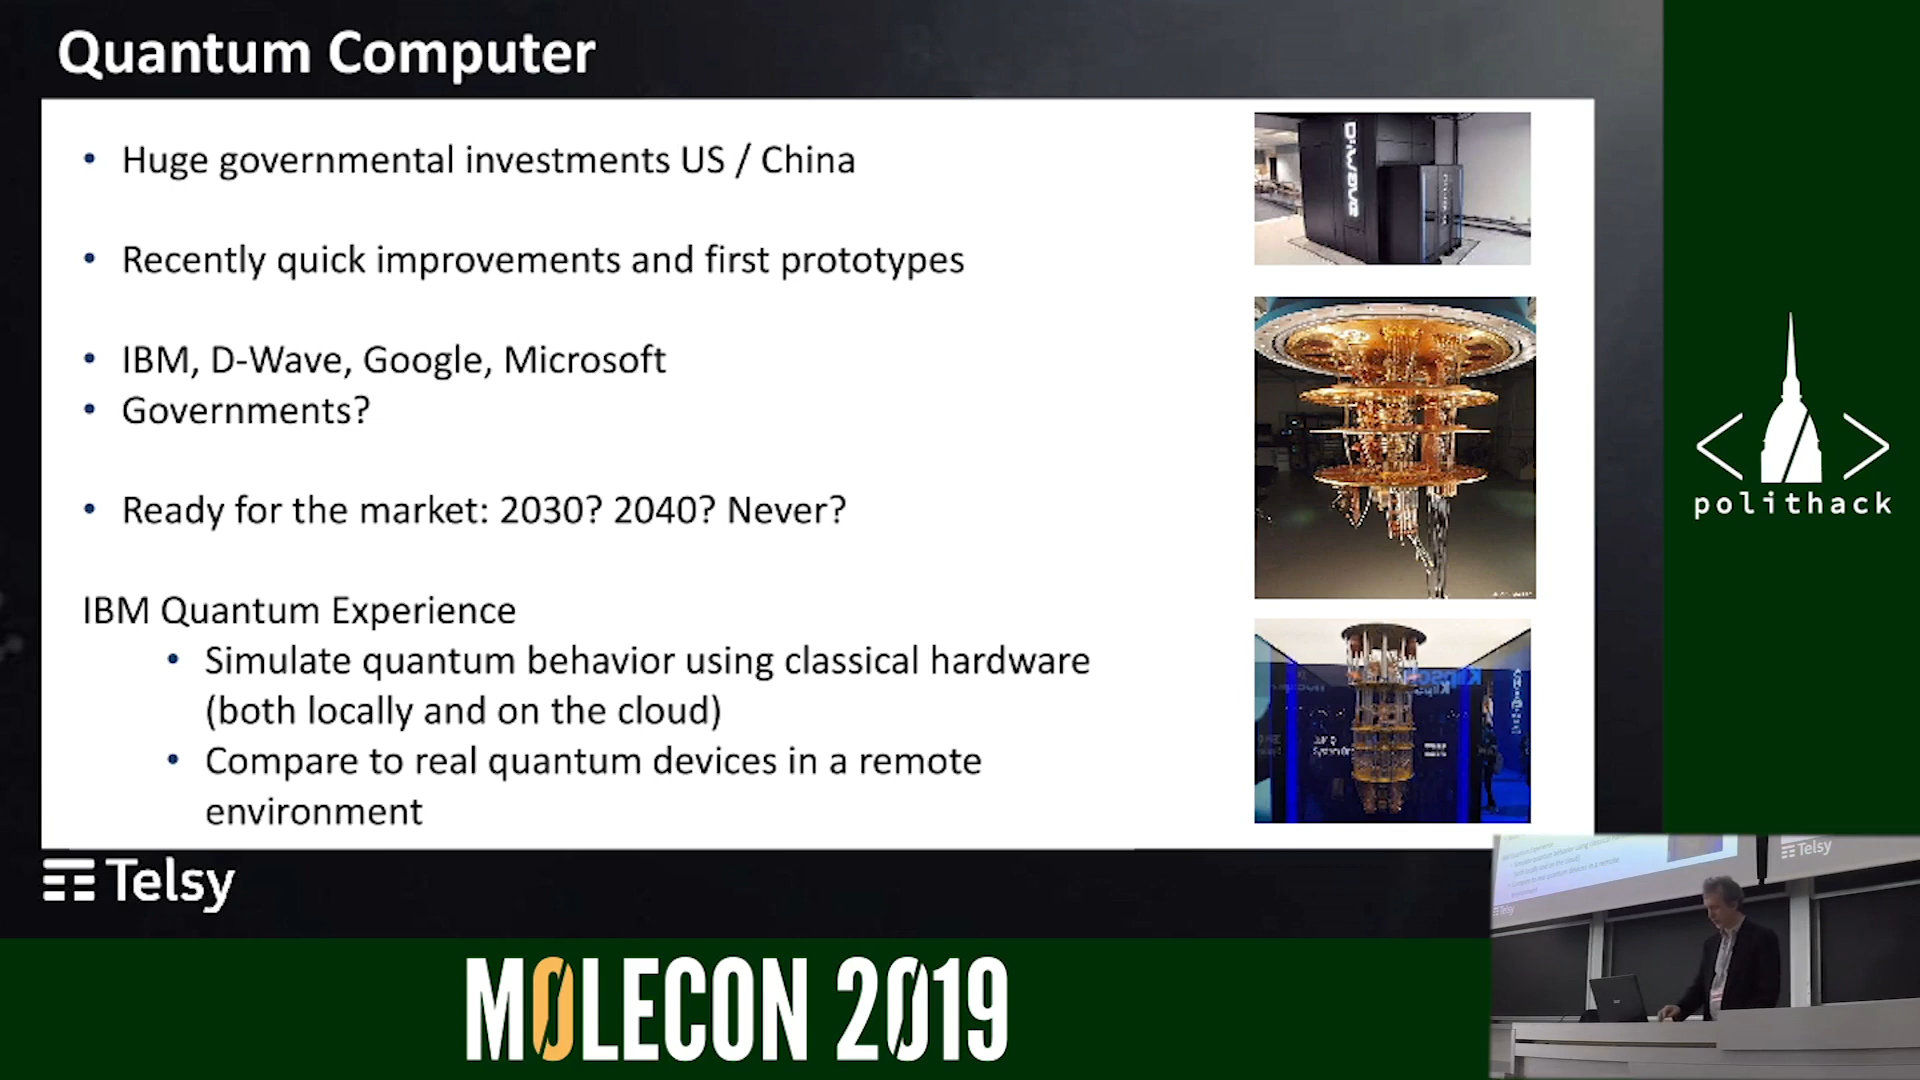 Quantum Computer
• Huge governmental investments US / China
• Recently quick improvements and first prototypes
• IBM, D-Wave, Google, Microsoft
• Governments?
• Ready for the market: 2030? 2040? Never?
IBM Quantum Experience
• Simulate quantum behavior using classical hardware
(both locally and on the cloud)
• Compare to real quantum devices in a remote
environment
D:Wave
polithack
Telsy
Telsy
MOLECON 2019